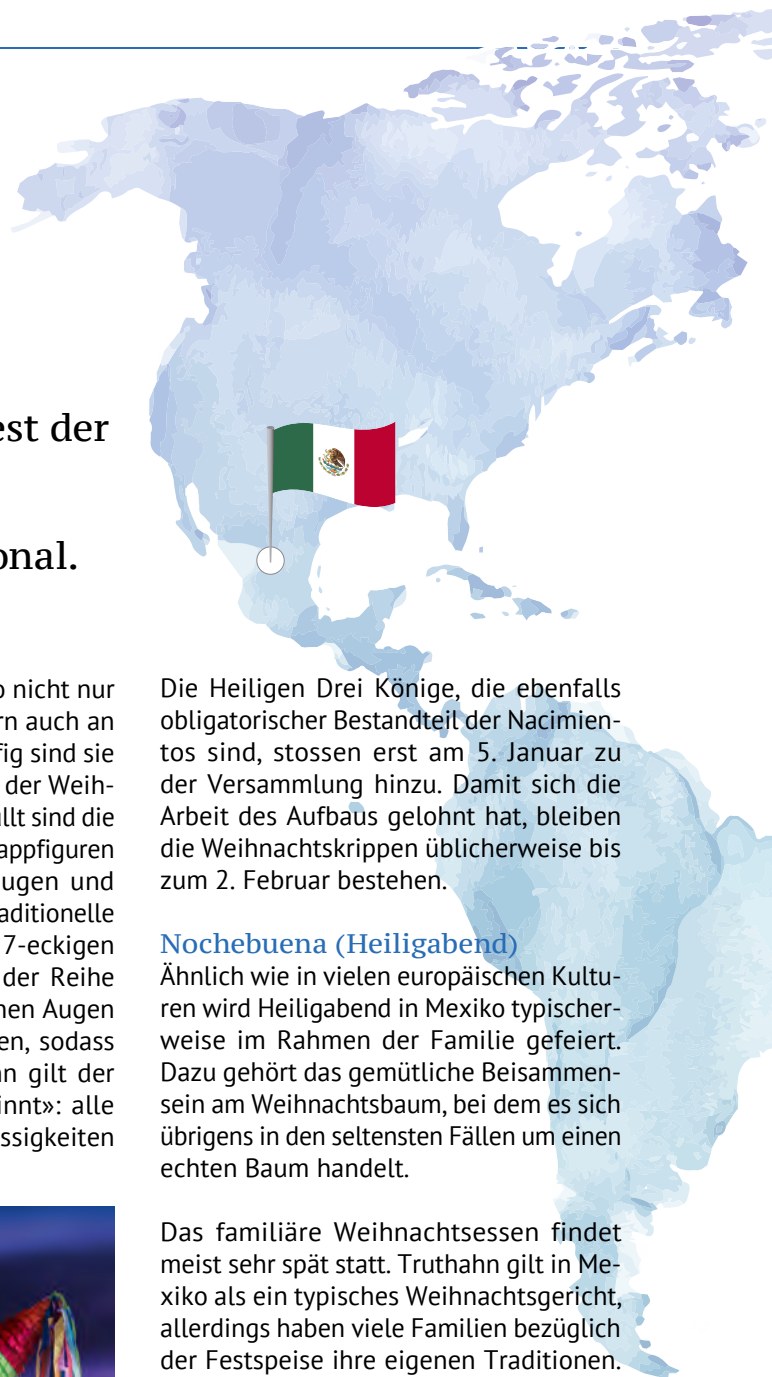 est der
onal.
o nicht nur
rn auch an
fig sind sie
der Weih-
llt sind die
appfiguren
ugen und
aditionelle
7-eckigen
der Reihe
nen Augen
en, sodass
n gilt der
innt»: alle
ssigkeiten
Die Heiligen Drei Könige, die ebenfalls
obligatorischer Bestandteil der Nacimien-
tos sind, stossen erst am 5. Januar zu
der Versammlung hinzu. Damit sich die
Arbeit des Aufbaus gelohnt hat, bleiben
die Weihnachtskrippen üblicherweise bis
zum 2. Februar bestehen.
Nochebuena (Heiligabend)
Ähnlich wie in vielen europäischen Kultu-
ren wird Heiligabend in Mexiko typischer-
weise im Rahmen der Familie gefeiert.
Dazu gehört das gemütliche Beisammen-
sein am Weihnachtsbaum, bei dem es sich
übrigens in den seltensten Fällen um einen
echten Baum handelt.
Das familiäre Weihnachtsessen findet
meist sehr spät statt. Truthahn gilt in Me-
xiko als ein typisches Weihnachtsgericht,
allerdings haben viele Familien bezüglich
der Festspeise ihre eigenen Traditionen.